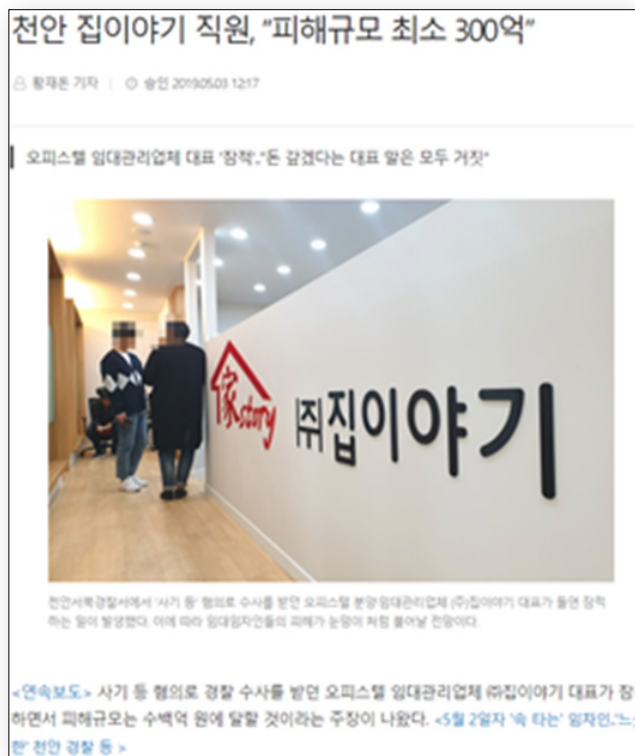 천안 집이야기 직원, "피해규모 최소 300억"
황재돈 기자 승인 2019.05.03 12:17
오피스텔 임대관리업체 대표 '잠적'.."돈 갚겠다는 대표 말은 모두 거짓"
家story ㈜집이야기
천안서북경찰서에서 '사기 등' 혐의로 수사를 받던 오피스텔 분양임대관리업체 (주)집이야기 대표가 돌연 잠적
하는 일이 발생했다. 이에 따라 임대임차인들의 피해가 눈덩이 처럼 불어날 전망이다.
<연속보도> 사기 등 혐의로 경찰 수사를 받던 오피스텔 임대관리업체 ㈜집이야기 대표가 잠
하면서 피해규모는 수백억 원에 달할 것이라는 주장이 나왔다. <5월 2일자 '속 타는' 임차인..'느
한' 천안 경찰 등 >